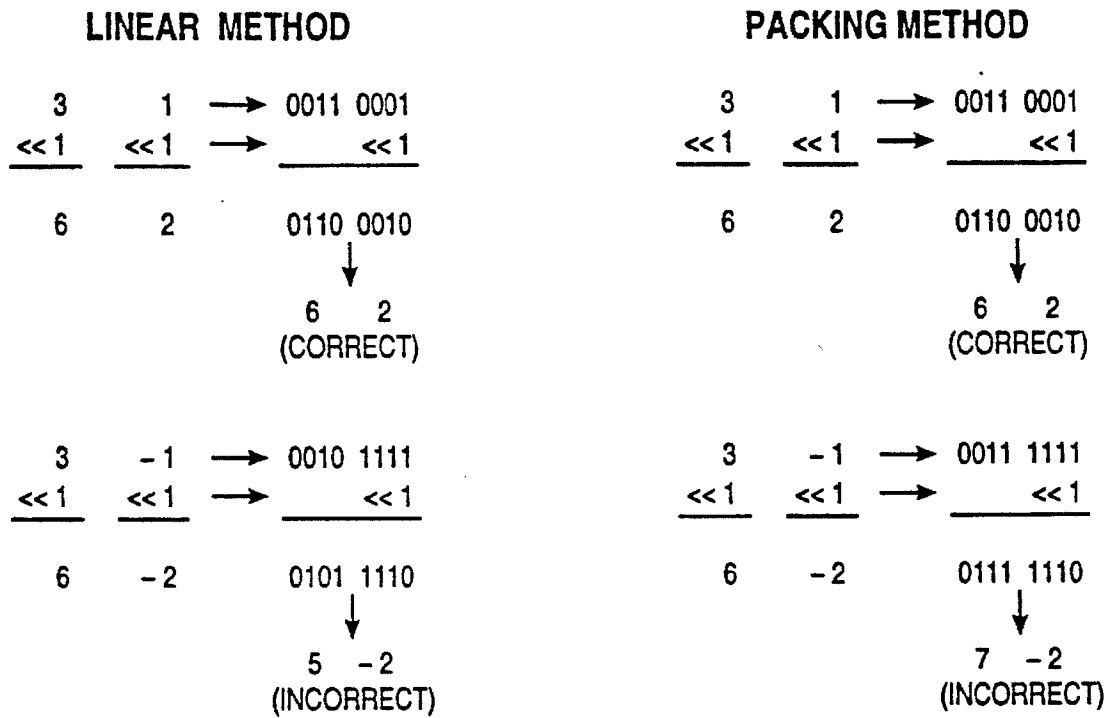 LINEAR METHOD
3 1 → 0011 0001
<<1 <<1 → <<1
6 2 0110 0010
6 2
(CORRECT)
3 -1 → 0010 1111
<<1 <<1 → <<1
6 -2 0101 1110
5 -2
(INCORRECT)
PACKING METHOD
3 1 → 0011 0001
<<1 <<1 → <<1
6 2 0110 0010
6 2
(CORRECT)
3 -1 → 0011 1111
<<1 <<1 → <<1
6 -2 0111 1110
7 -2
(INCORRECT)